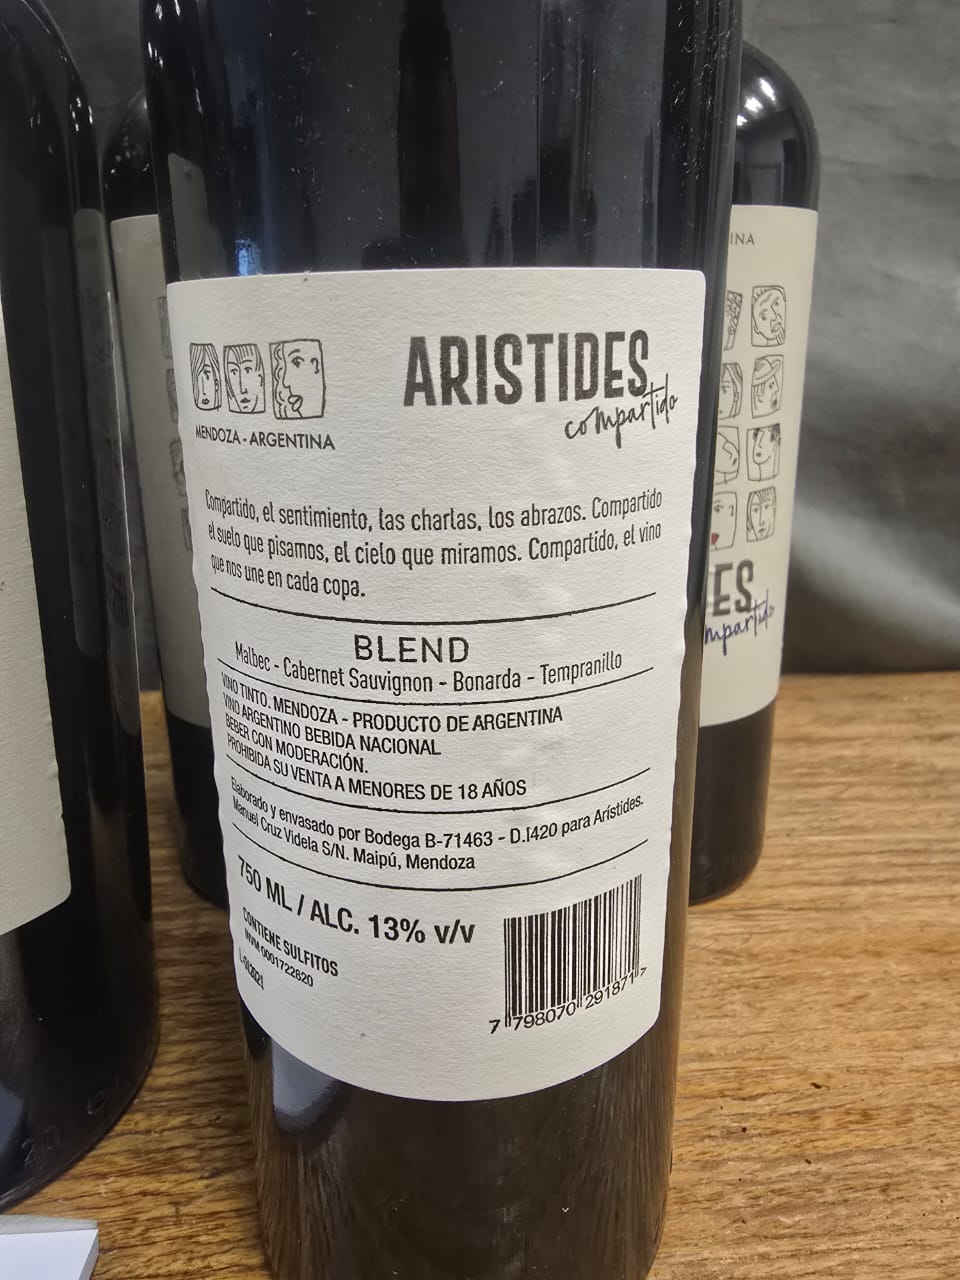 ARISTIDES
compartido
MENDOZA - ARGENTINA
Compartido, el sentimiento, las charlas, los abrazos. Compartido
el suelo que pisamos, el cielo que miramos. Compartido, el vino
que nos une en cada copa.
BLEND
Malbec - Cabernet Sauvignon - Bonarda - Tempranillo
VINO TINTO. MENDOZA - PRODUCTO DE ARGENTINA
VINO ARGENTINO BEBIDA NACIONAL
BEBER CON MODERACIÓN.
PROHIBIDA SU VENTA A MENORES DE 18 AÑOS
Elaborado y envasado por Bodega B-71463 - D.I420 para Arístides.
Manuel Cruz Videla S/N. Maipú, Mendoza
750 ML / ALC. 13% v/v
CONTIENE SULFITOS
7 798070 291871
INA
ES
mpartido